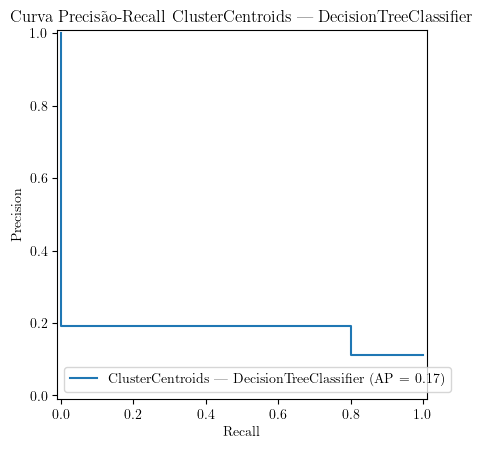 Curva Precisão-Recall ClusterCentroids — DecisionTreeClassifier
1.0
0.8
0.6
0.4
0.2
0.0
Precision
ClusterCentroids — DecisionTreeClassifier (AP = 0.17)
0.0 0.2 0.4 0.6 0.8 1.0
Recall